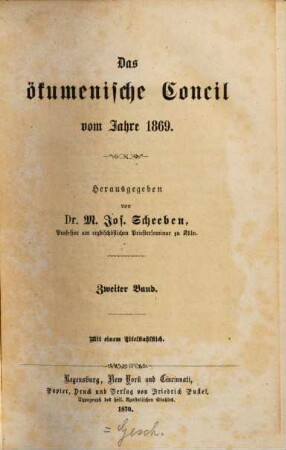 Das
ökumenische Concil
vom Jahre 1869.
Herausgegeben
von
Dr. M. Jos. Scheeben,
Professor am erzbischöflichen Priesterseminar zu Köln.
Zweiter Band.
Mit einem Titelstahlstich.
Regensburg, New York und Cincinnati,
Papier, Druck und Verlag von Friedrich Pustet,
Typograph des heil. Apostolischen Stuhles.
1870.
= Gesch.